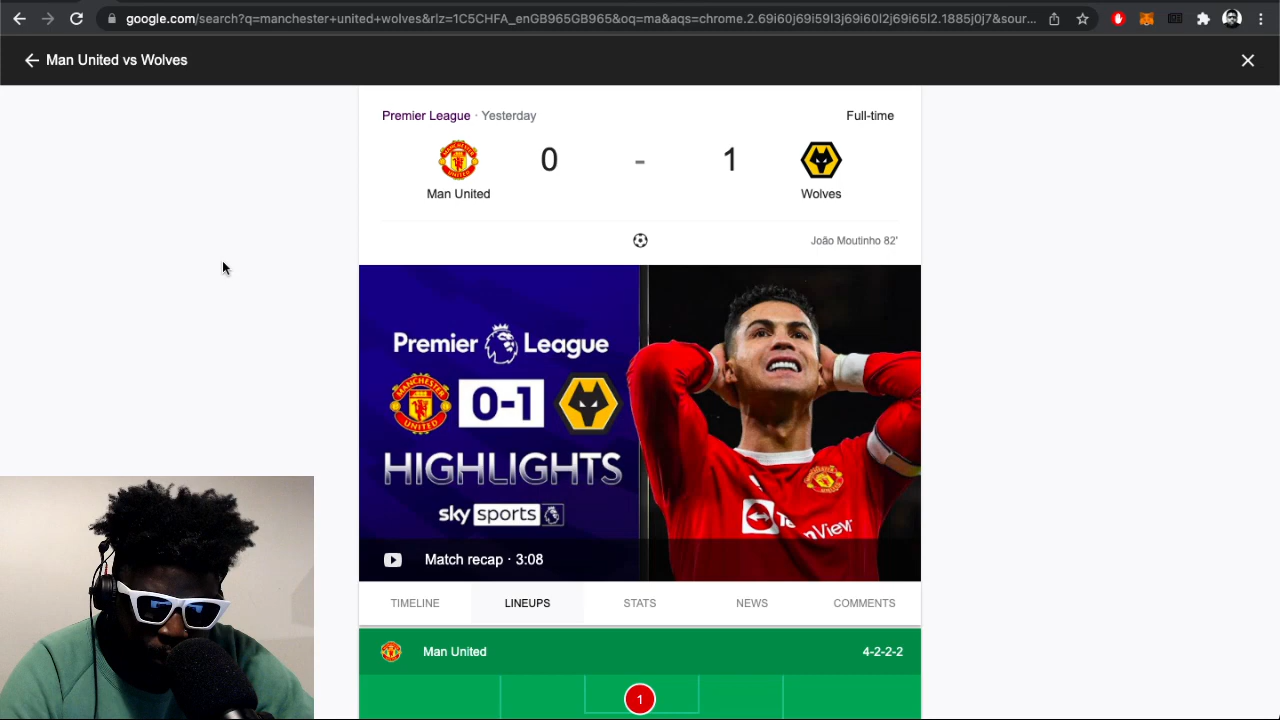 google.com/search?q=manchester+united+wolves&rlz=1C5CHFA_enGB965GB965&oq=ma&aqs=chrome.2.69i60j69i59l3j69i60l2j69i65l2.1885j0j7&sour...
Man United vs Wolves
Premier League · Yesterday
Full-time
0 - 1
Man United
Wolves
João Moutinho 82'
Premier League
MANCHESTER
UNITED
0-1
HIGHLIGHTS
sky sports
Match recap · 3:08
TIMELINE
LINEUPS
STATS
NEWS
COMMENTS
Man United
4-2-2-2
1